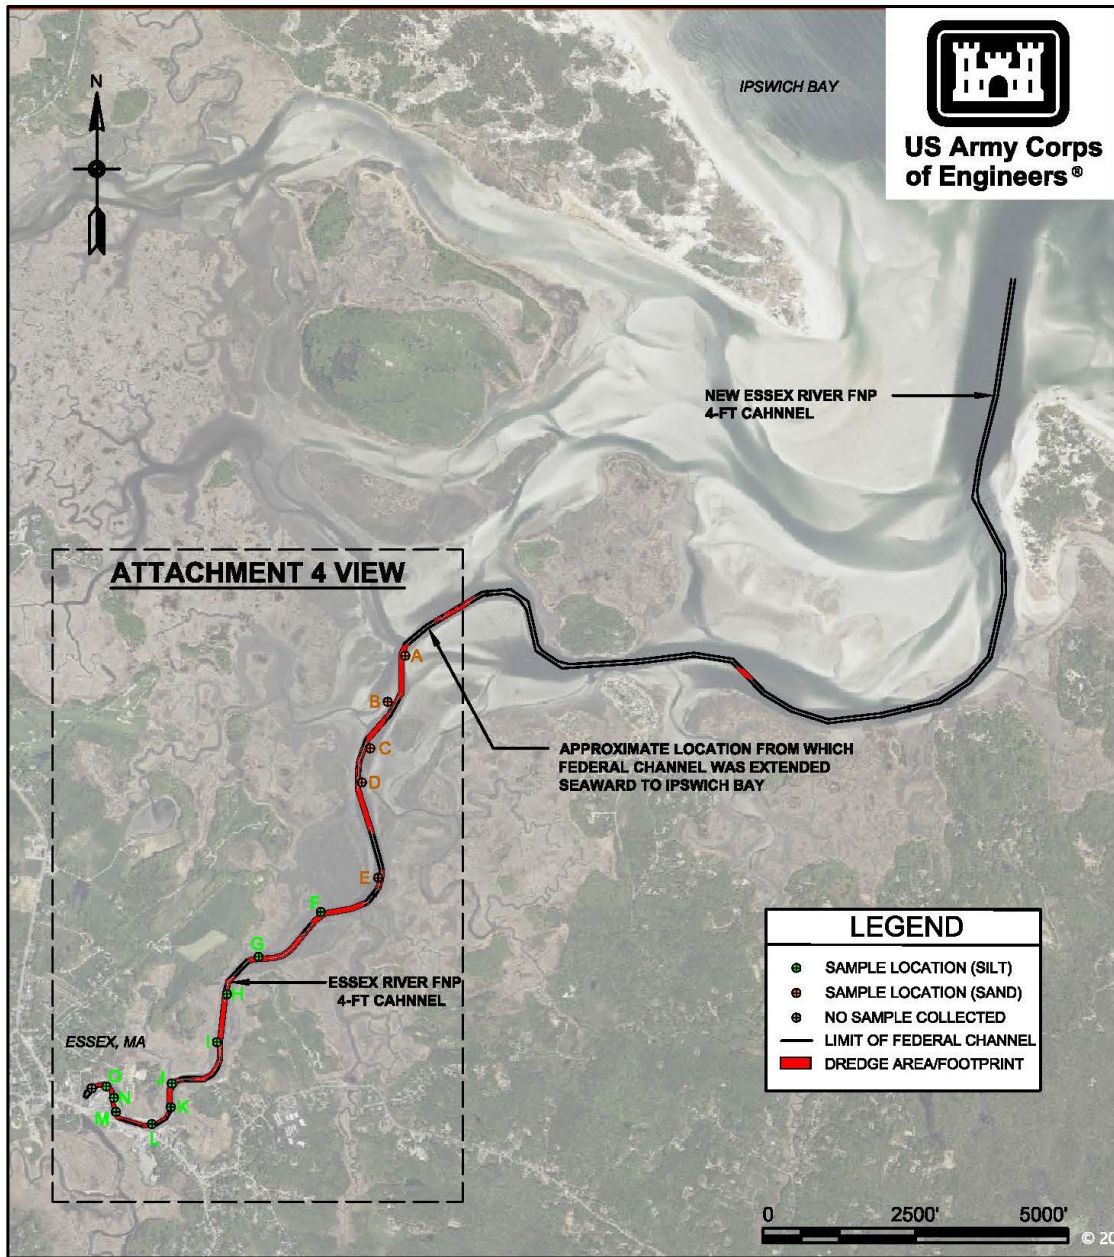 N
IPSWICH BAY
US Army Corps
of Engineers®
NEW ESSEX RIVER FNP
4-FT CAHNNEL
ATTACHMENT 4 VIEW
A
B
C
D
APPROXIMATE LOCATION FROM WHICH
FEDERAL CHANNEL WAS EXTENDED
SEAWARD TO IPSWICH BAY
E
F
G
H
ESSEX RIVER FNP
4-FT CAHNNEL
I
ESSEX, MA
J
O
N
M
K
L
LEGEND
SAMPLE LOCATION (SILT)
SAMPLE LOCATION (SAND)
NO SAMPLE COLLECTED
LIMIT OF FEDERAL CHANNEL
DREDGE AREA/FOOTPRINT
0 2500' 5000'
© 20